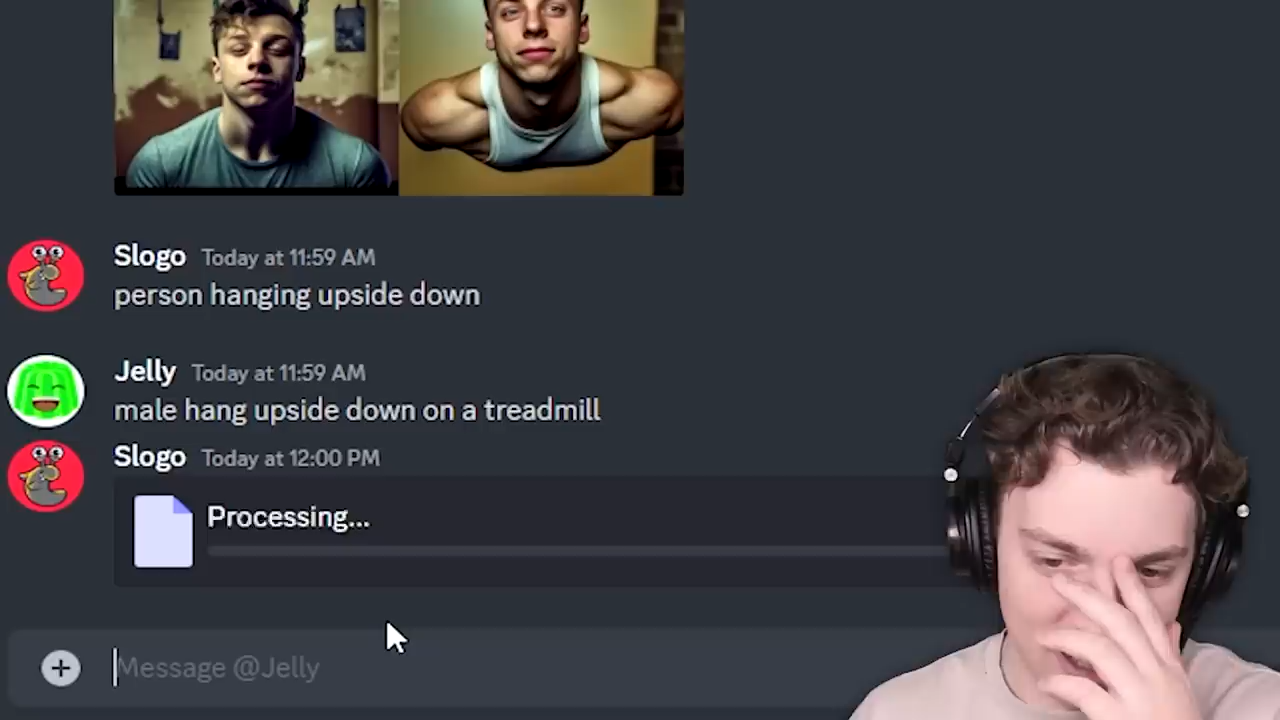 Slogo Today at 11:59 AM
person hanging upside down
Jelly Today at 11:59 AM
male hang upside down on a treadmill
Slogo Today at 12:00 PM
Processing...
Message @Jelly